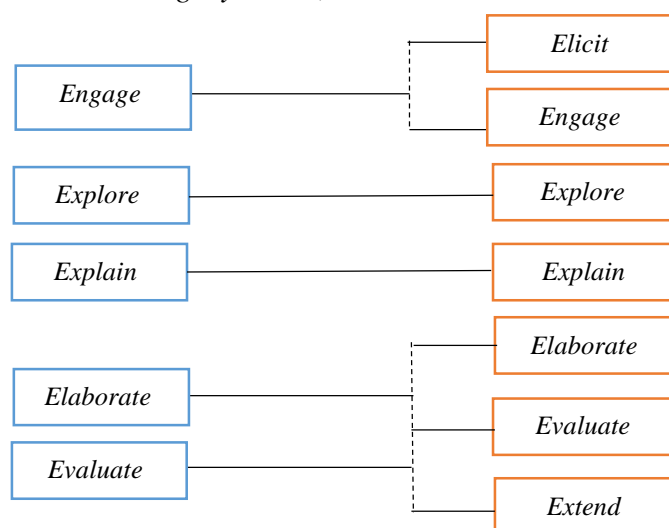 Elicit
Engage
Engage
Explore
Explore
Explain
Explain
Elaborate
Elaborate
Evaluate
Evaluate
Extend